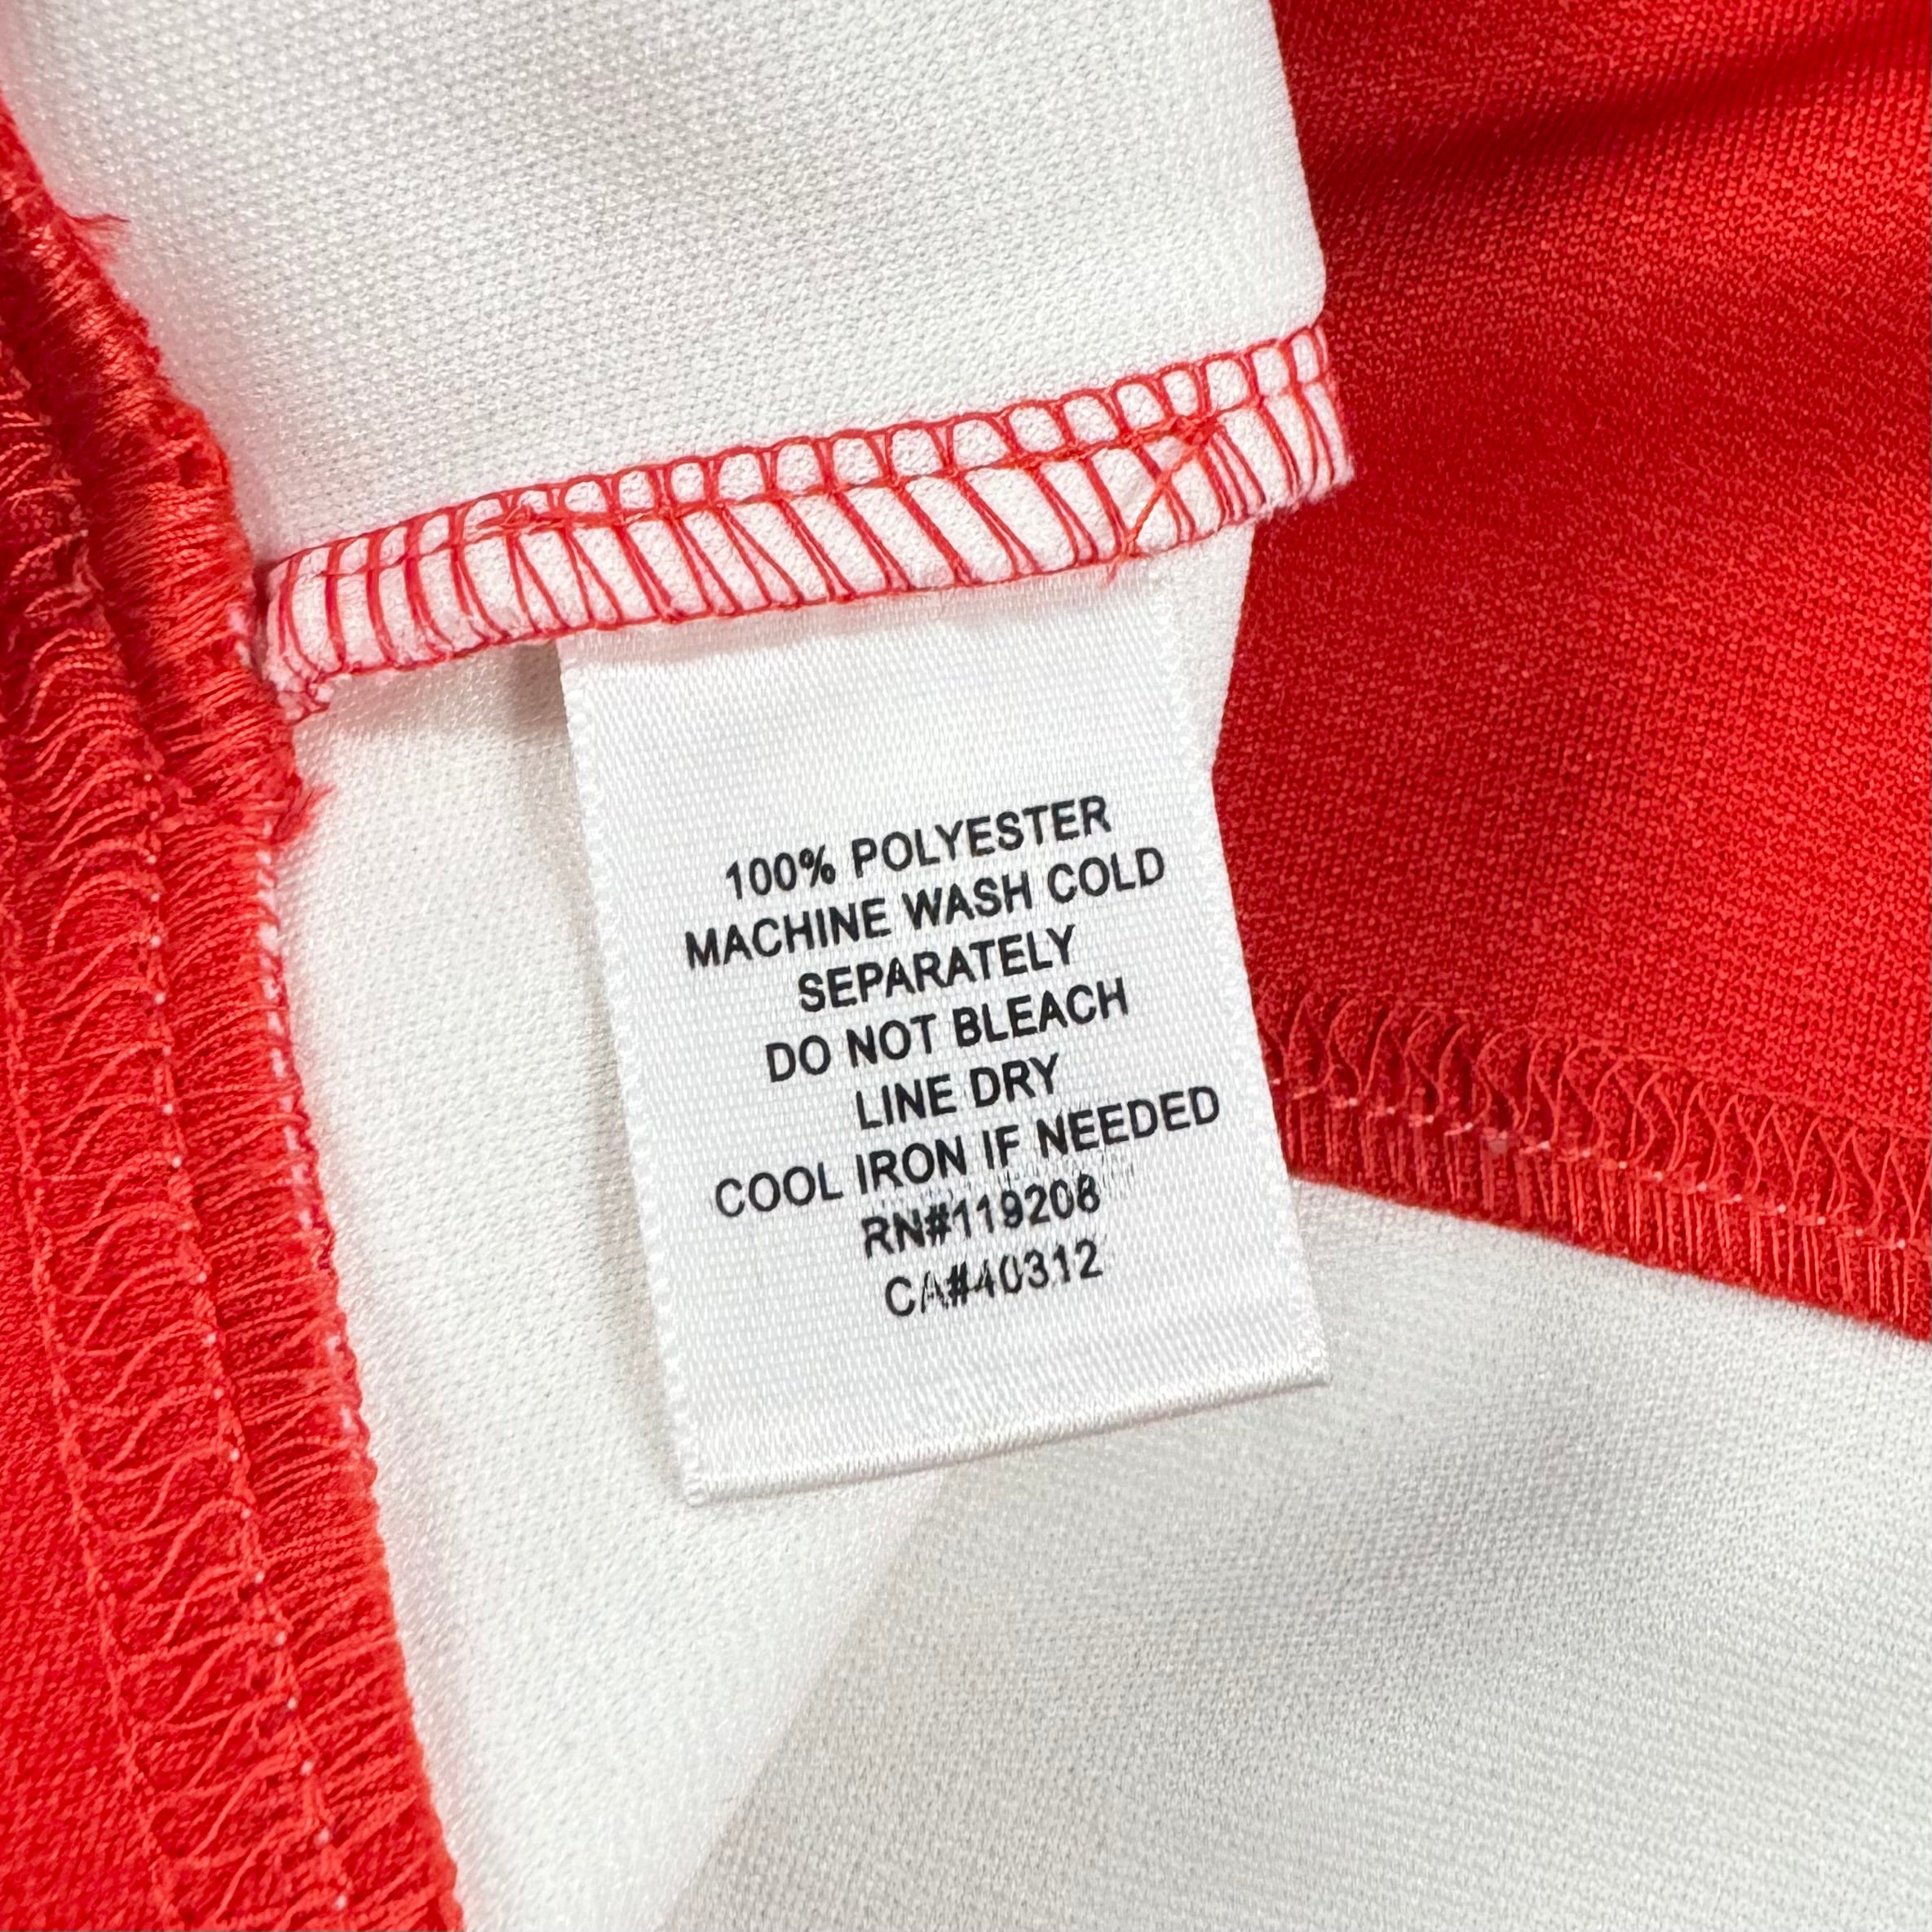 100% POLYESTER
MACHINE WASH COLD
SEPARATELY
DO NOT BLEACH
LINE DRY
COOL IRON IF NEEDED
RN#119208
CA#40312